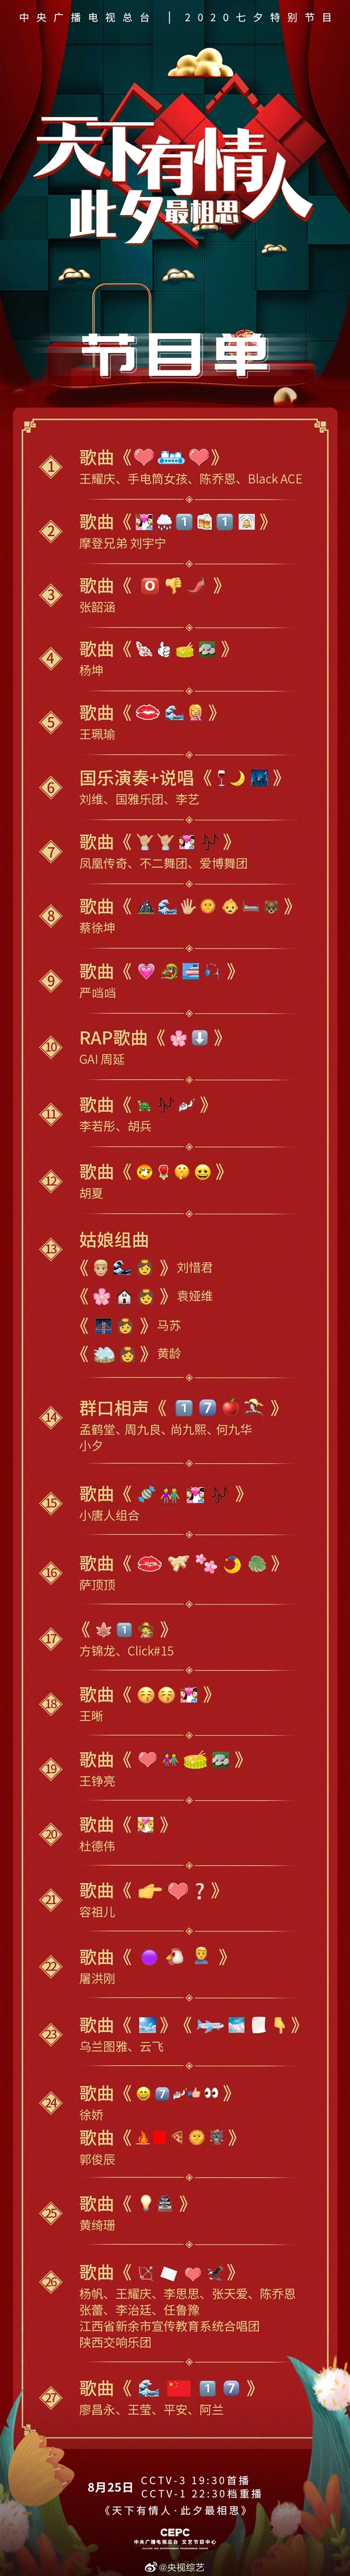 中央广播电视总台 | 2020七夕特别节目
天下有情人
此夕最相思
节目单
1 歌曲《❤️🚂❤️》
王耀庆、手电筒女孩、陈乔恩、Black ACE
2 歌曲《💏🌧️1️⃣🍻1️⃣》
摩登兄弟 刘宇宁
3 歌曲《🅾️👎🌶️》
张韶涵
4 歌曲《👍🥁》
杨坤
5 歌曲《👄🌊》
王珮瑜
6 国乐演奏+说唱《🍷🌙🌃》
刘维、国雅乐团、李艺
7 歌曲《🤙🤙💏🎶》
凤凰传奇、不二舞团、爱博舞团
8 歌曲《🌊🖐️🌞👶🛏️🐻》
蔡徐坤
9 歌曲《💗🐉🎣》
严屿屿
10 RAP歌曲《🌸⬇️》
GAI 周延
11 歌曲《🐢🎶》
李若彤、胡兵
12 歌曲《😷🌹🤫😀》
胡夏
13 姑娘组曲
《👴🌊👸》刘惜君
《🌸🏠👸》袁娅维
《🌉👸》马苏
《👸》黄龄
14 群口相声《1️⃣7️⃣🍎》
孟鹤堂、周九良、尚九熙、何九华
小夕
15 歌曲《🍬👫💏🎶》
小唐人组合
16 歌曲《👄🌸🌛🌿》
萨顶顶
17 《🍁1️⃣》
方锦龙、Click#15
18 歌曲《😚😚💏》
王晰
19 歌曲《❤️👫🥁》
王铮亮
20 歌曲《💏》
杜德伟
21 歌曲《👉❤️❔》
容祖儿
22 歌曲《🟣🐔》
屠洪刚
23 歌曲《》《✈️📃👇》
乌兰图雅、云飞
24 歌曲《😄7️⃣👍👀》
徐娇
歌曲《🔥🟥🍕🌞🐺》
郭俊辰
25 歌曲《💡》
黄绮珊
26 歌曲《🏹❤️》
杨帆、王耀庆、李思思、张天爱、陈乔恩
张蕾、李治廷、任鲁豫
江西省新余市宣传教育系统合唱团
陕西交响乐团
27 歌曲《🌊🇨🇳1️⃣7️⃣》
廖昌永、王莹、平安、阿兰
8月25日 CCTV-3 19:30首播
CCTV-1 22:30档重播
《天下有情人·此夕最相思》
CEPC
中央广播电视总台 文艺节目中心
@央视综艺